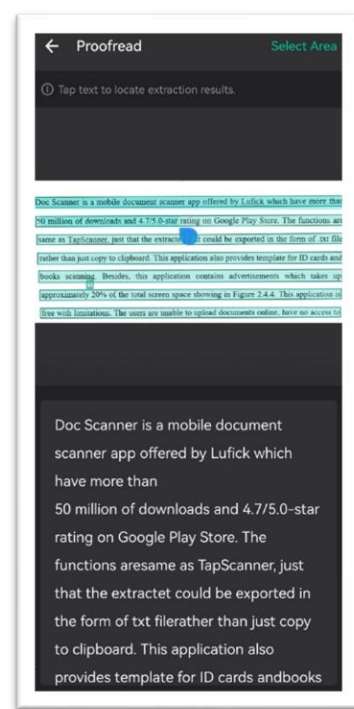 ← Proofread Select Area
Tap text to locate extraction results.
Doc Scanner is a mobile document scanner app offered by Lufick which have more than
50 million of downloads and 4.7/5.0-star rating on Google Play Store. The functions are
same as TapScanner, just that the extracte could be exported in the form of .txt file
rather than just copy to clipboard. This application also provides template for ID cards and
books scanning. Besides, this application contains advertisements which takes up
approximately 20% of the total screen space showing in Figure 2.4.4. This application is
free with limitations. The users are unable to upload documents online, have no access to
Doc Scanner is a mobile document
scanner app offered by Lufick which
have more than
50 million of downloads and 4.7/5.0-star
rating on Google Play Store. The
functions aresame as TapScanner, just
that the extractet could be exported in
the form of txt filerather than just copy
to clipboard. This application also
provides template for ID cards andbooks